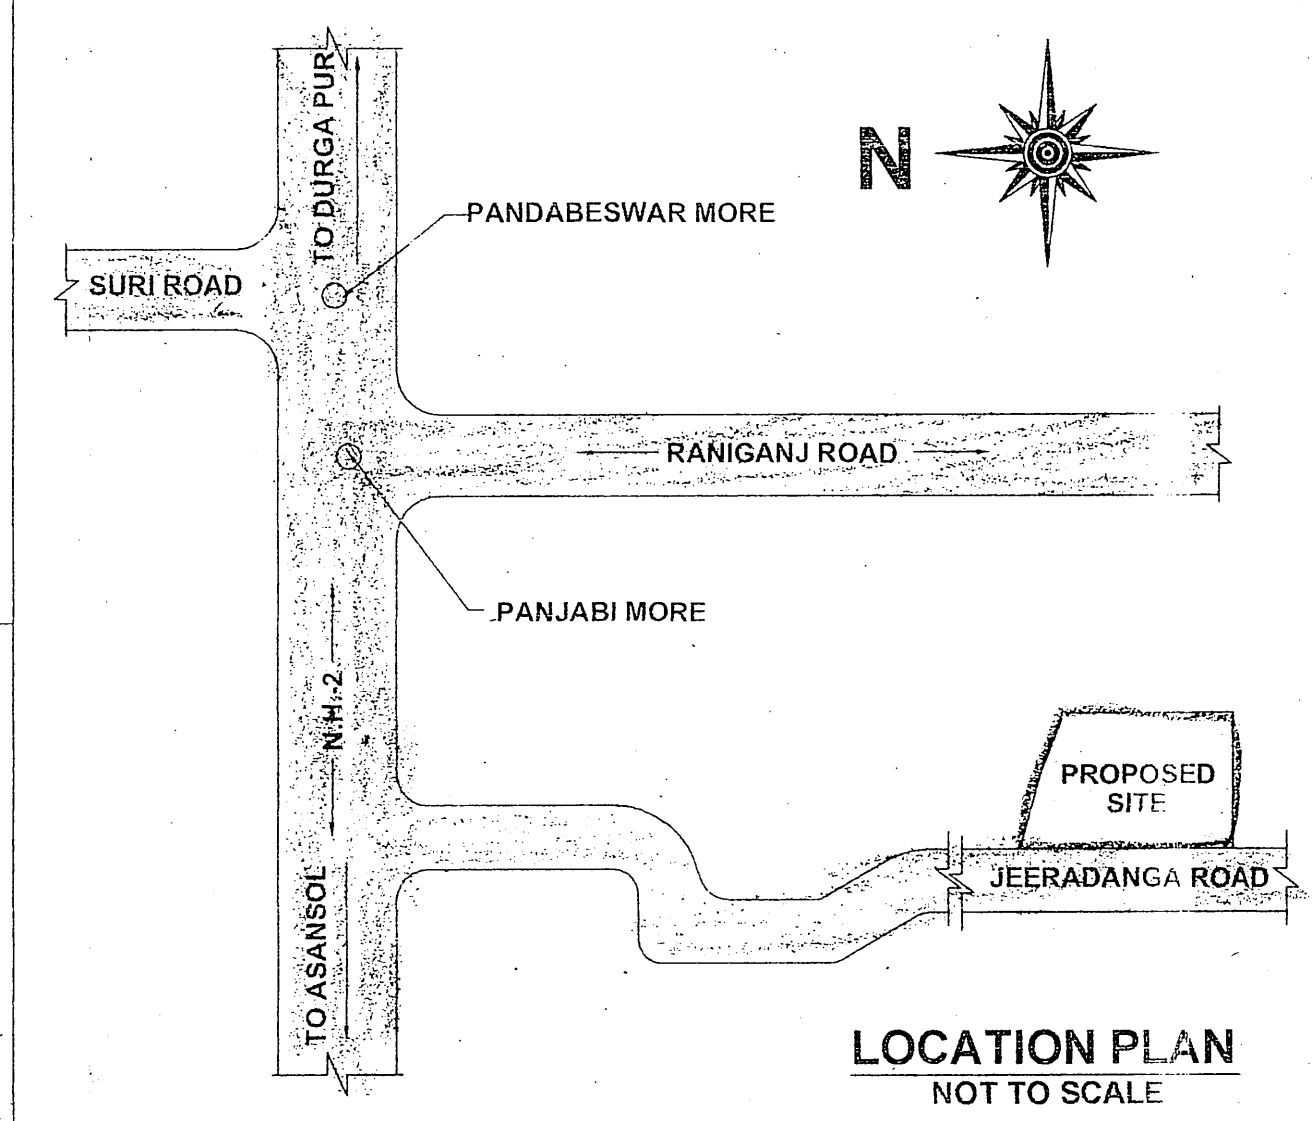 TO DURGA PUR
N
PANDABESWAR MORE
SURI ROAD
RANIGANJ ROAD
PANJABI MORE
N.H.-2
PROPOSED
SITE
JEERADANGA ROAD
TO ASANSOL
LOCATION PLAN
NOT TO SCALE